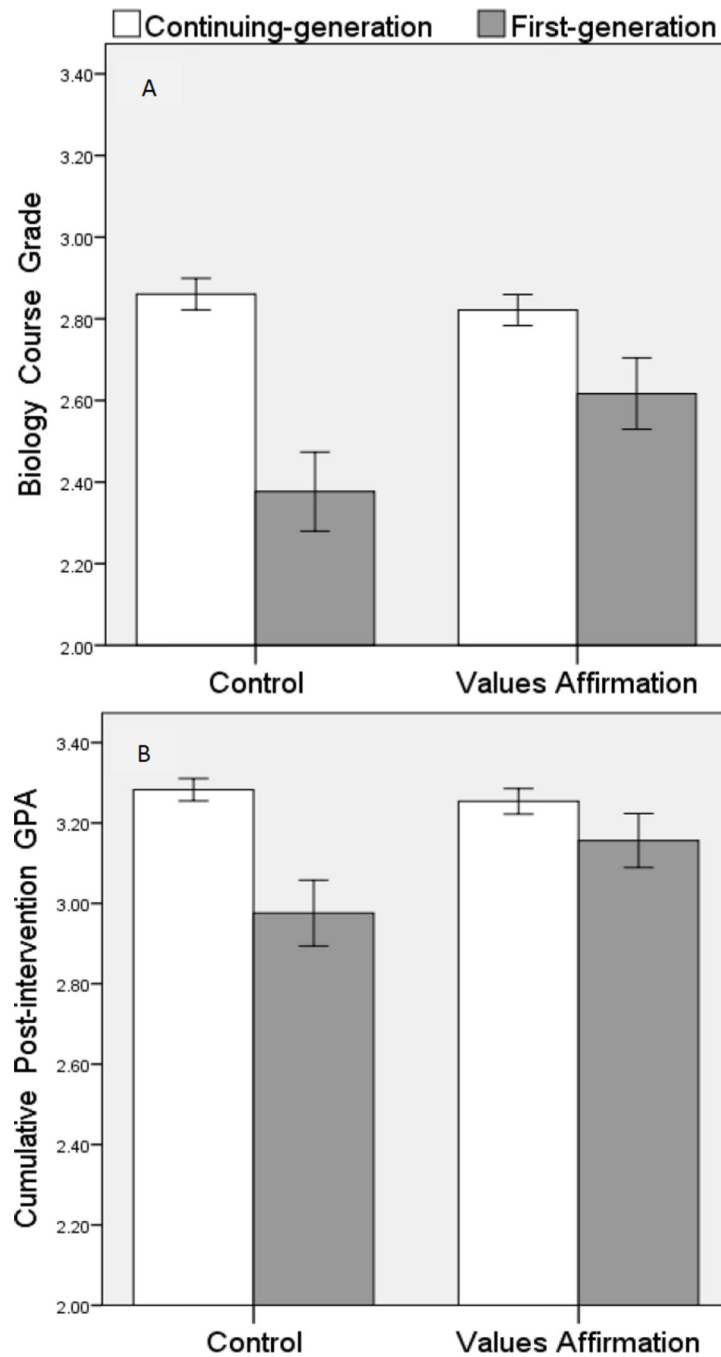 Continuing-generation First-generation
A
3.40
3.20
3.00
2.80
2.60
2.40
2.20
2.00
Biology Course Grade
Control Values Affirmation
B
3.40
3.20
3.00
2.80
2.60
2.40
2.20
2.00
Cumulative Post-intervention GPA
Control Values Affirmation